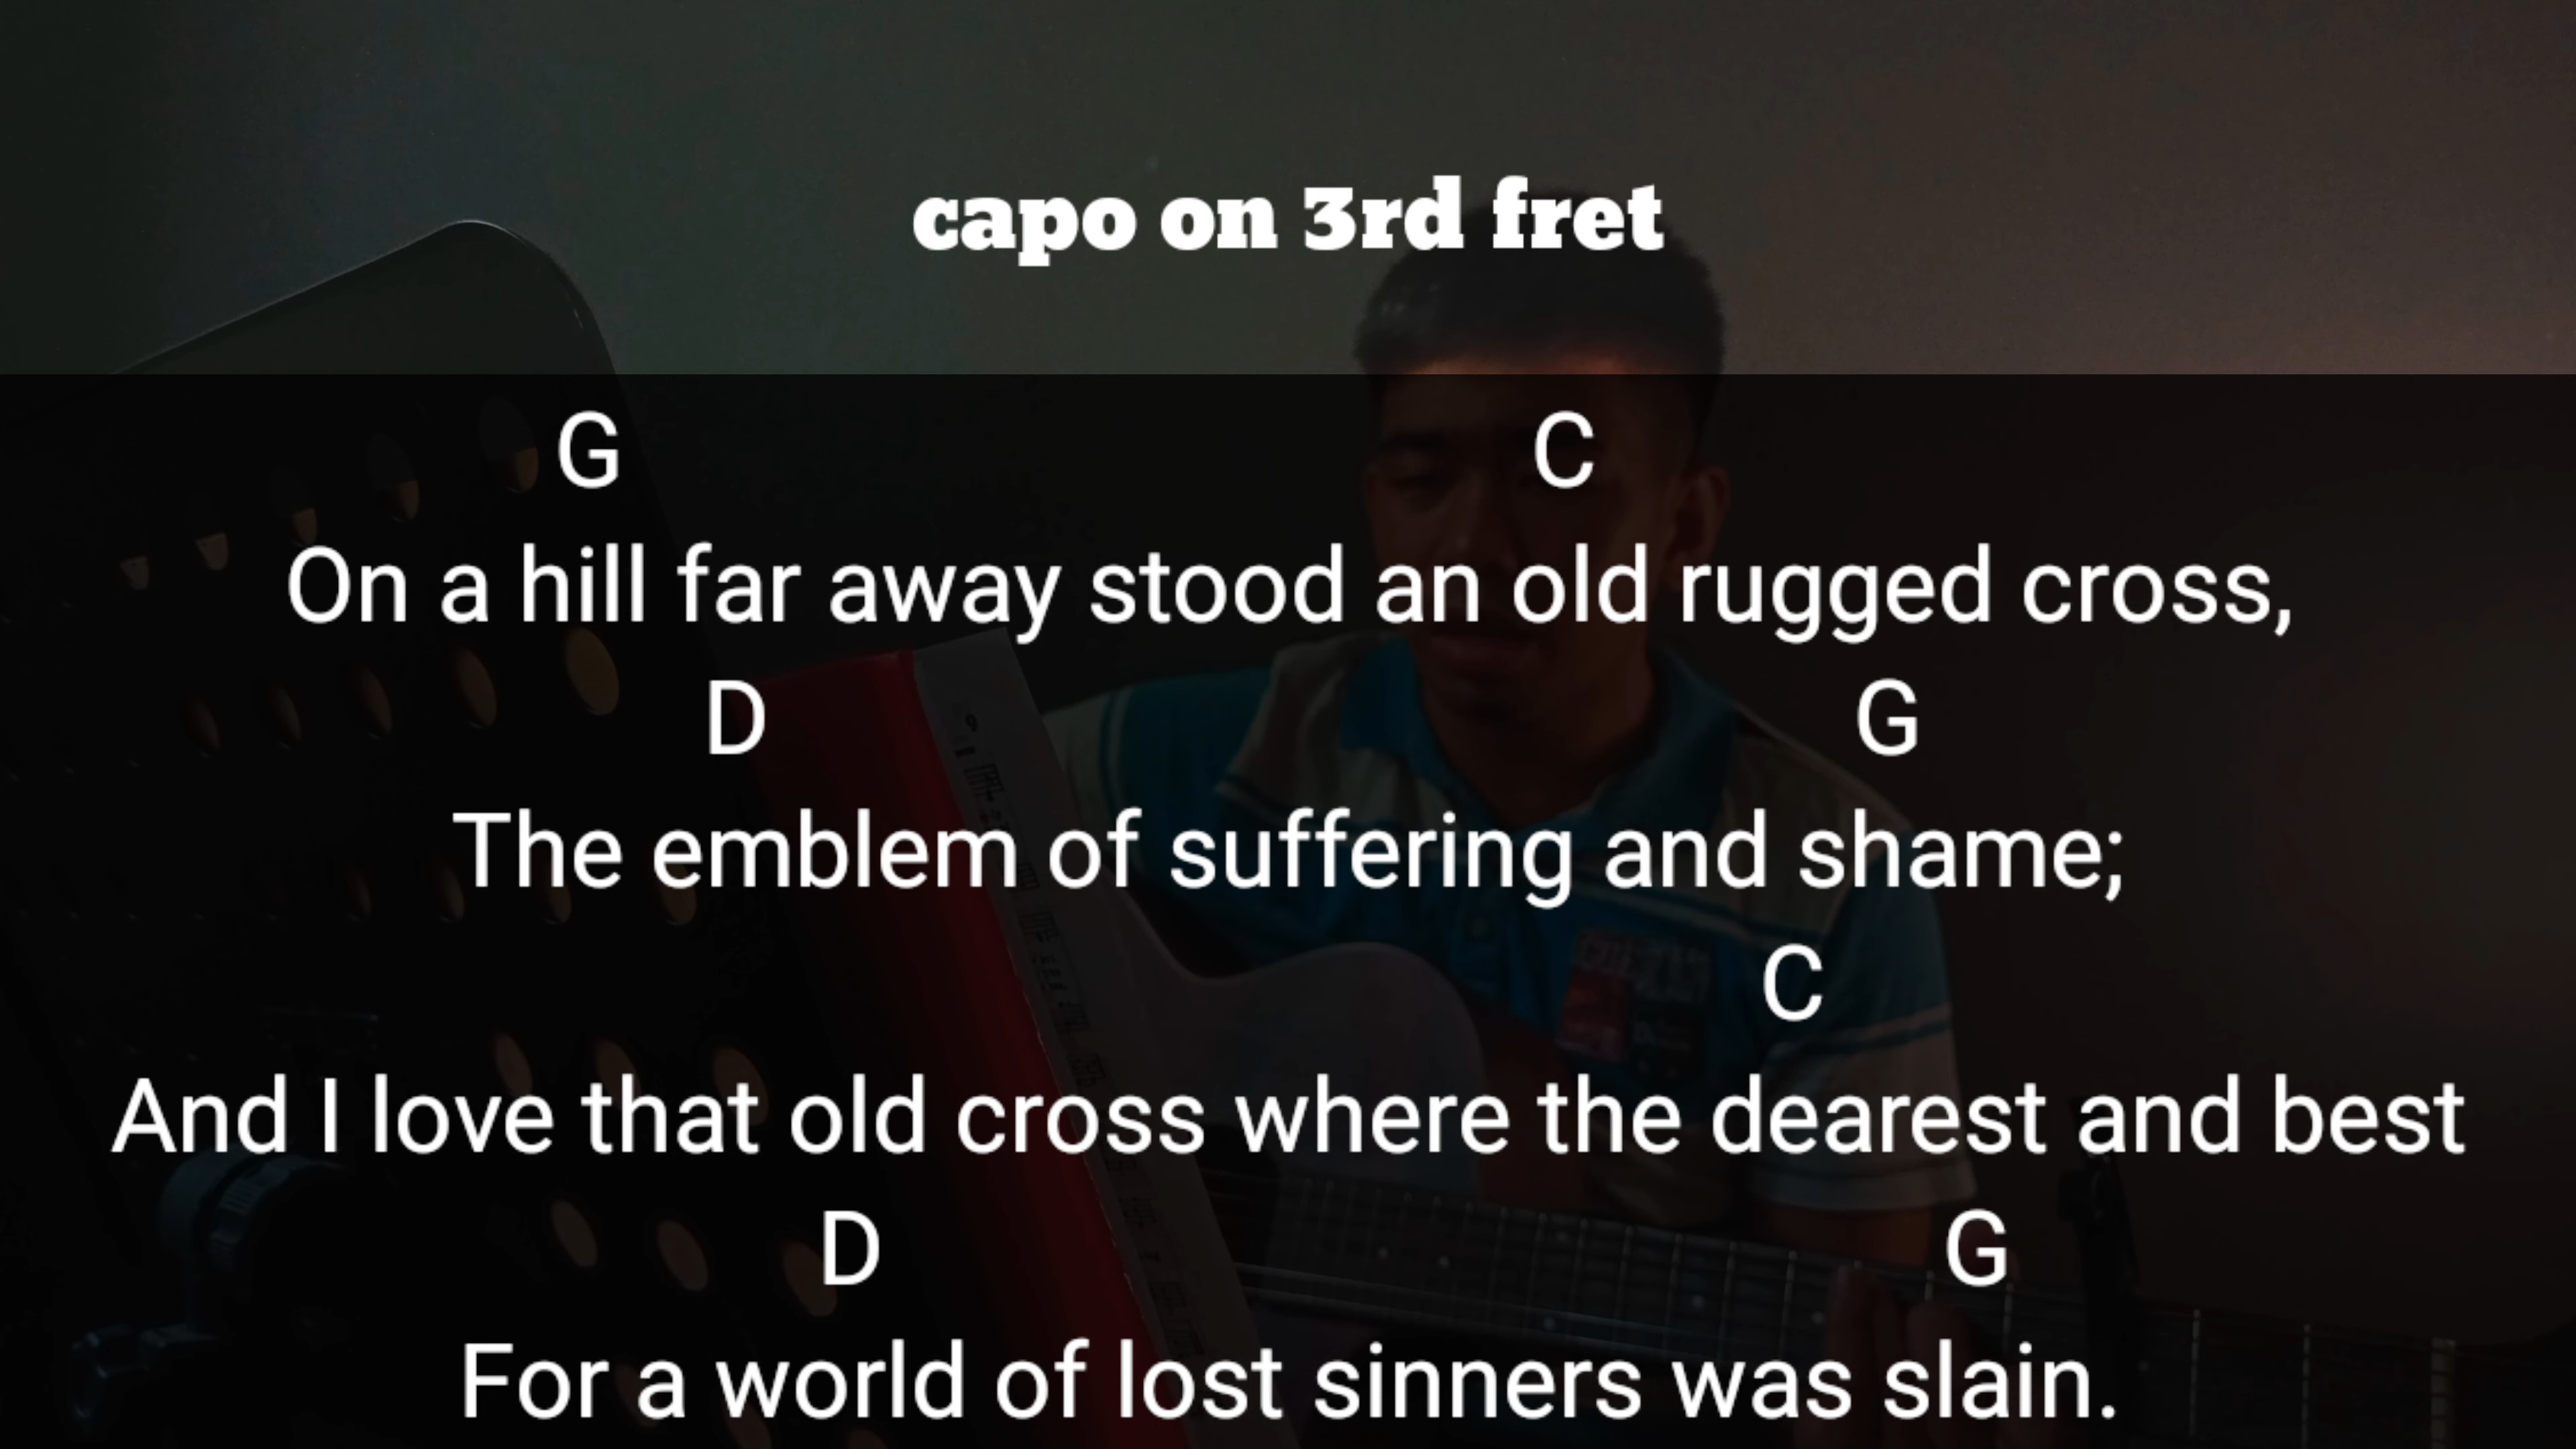 capo on 3rd fret
G C
On a hill far away stood an old rugged cross,
D G
The emblem of suffering and shame;
C
And I love that old cross where the dearest and best
D G
For a world of lost sinners was slain.